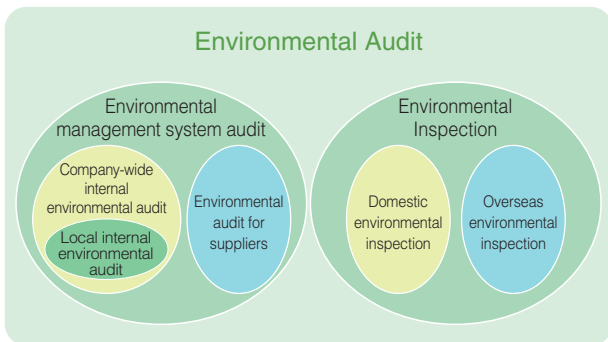 Environmental Audit
Environmental
management system audit
Company-wide
internal
environmental audit
Local internal
environmental
audit
Environmental
audit for
suppliers
Environmental
Inspection
Domestic
environmental
inspection
Overseas
environmental
inspection